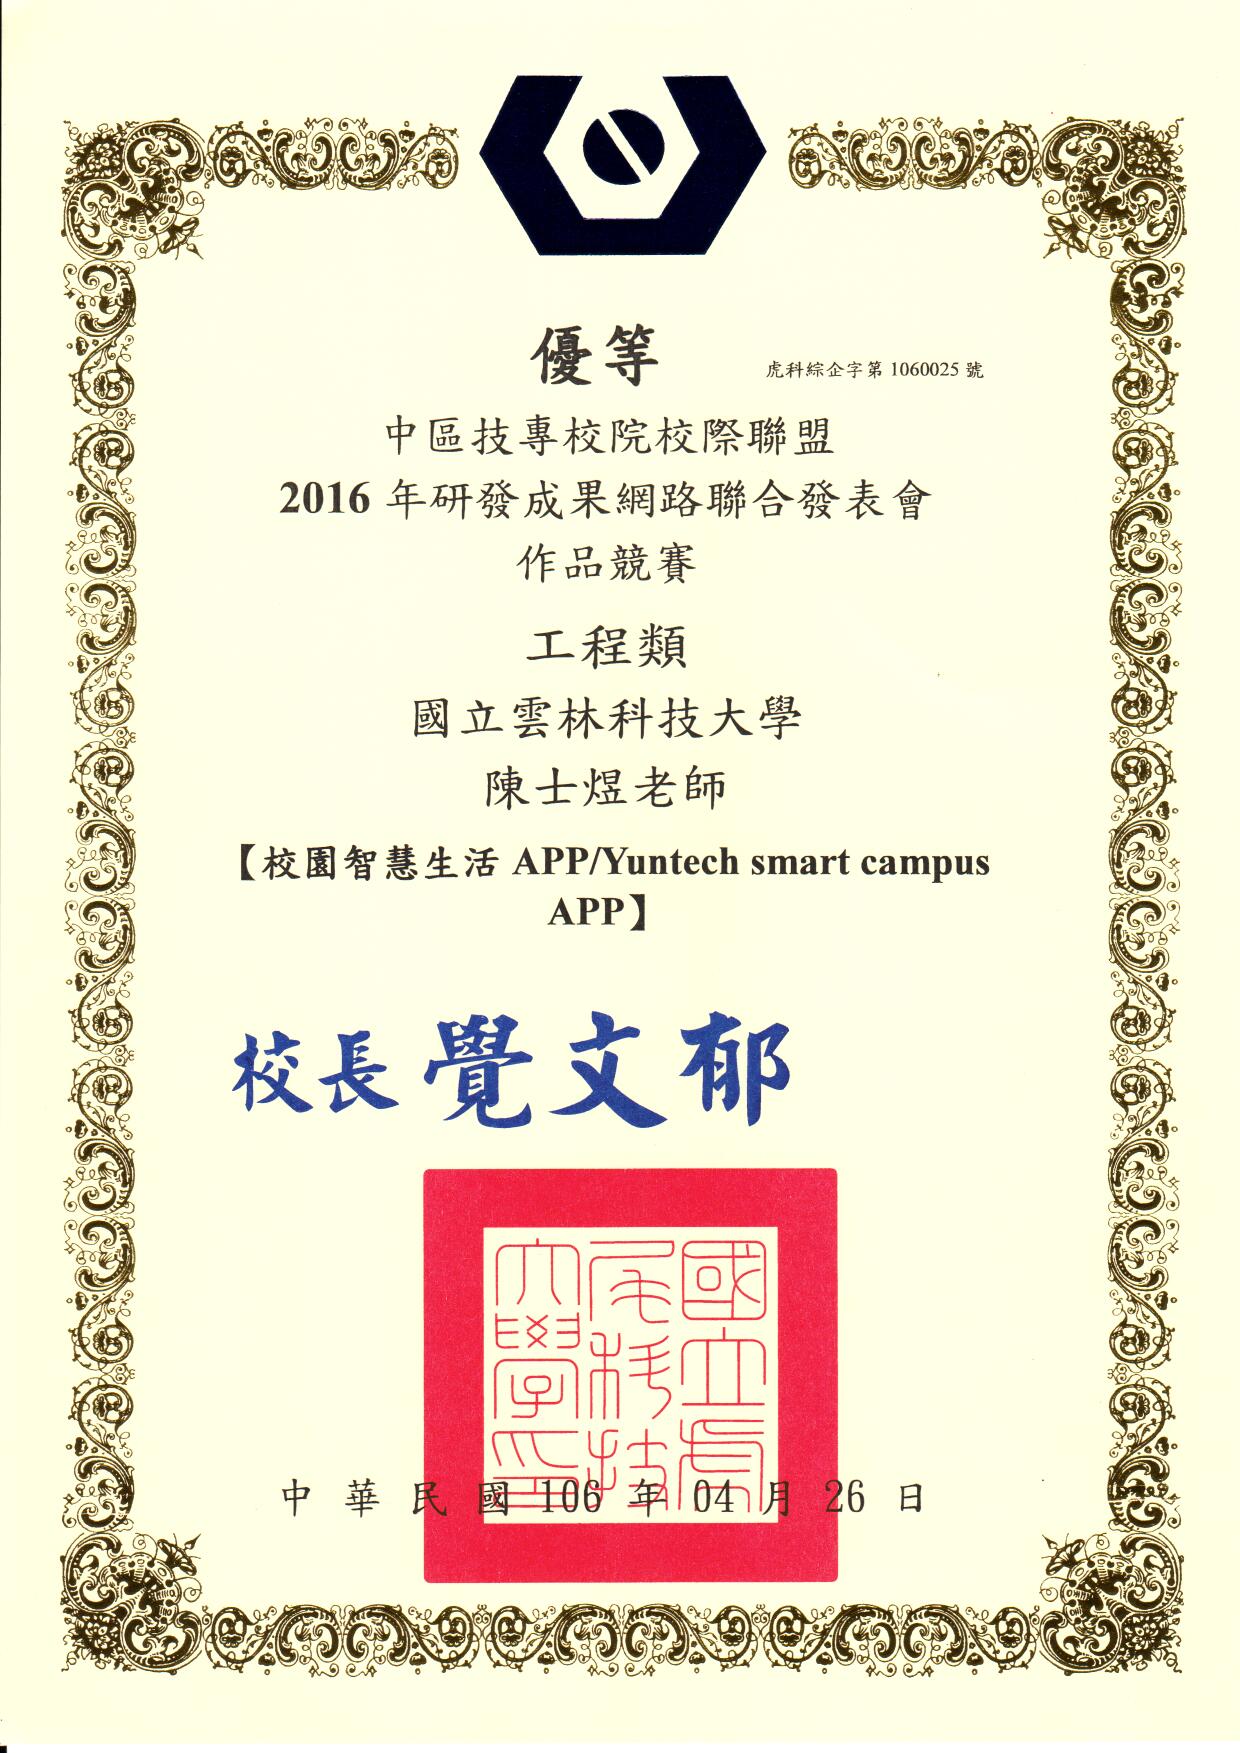 優等
虎科綜企字第 1060025 號
中區技專校院校際聯盟
2016 年研發成果網路聯合發表會
作品競賽
工程類
國立雲林科技大學
陳士煜老師
【校園智慧生活 APP/Yuntech smart campus
APP】
校長 覺文郁
國立虎
尾科技
大學印
中華民國 106 年 04 月 26 日